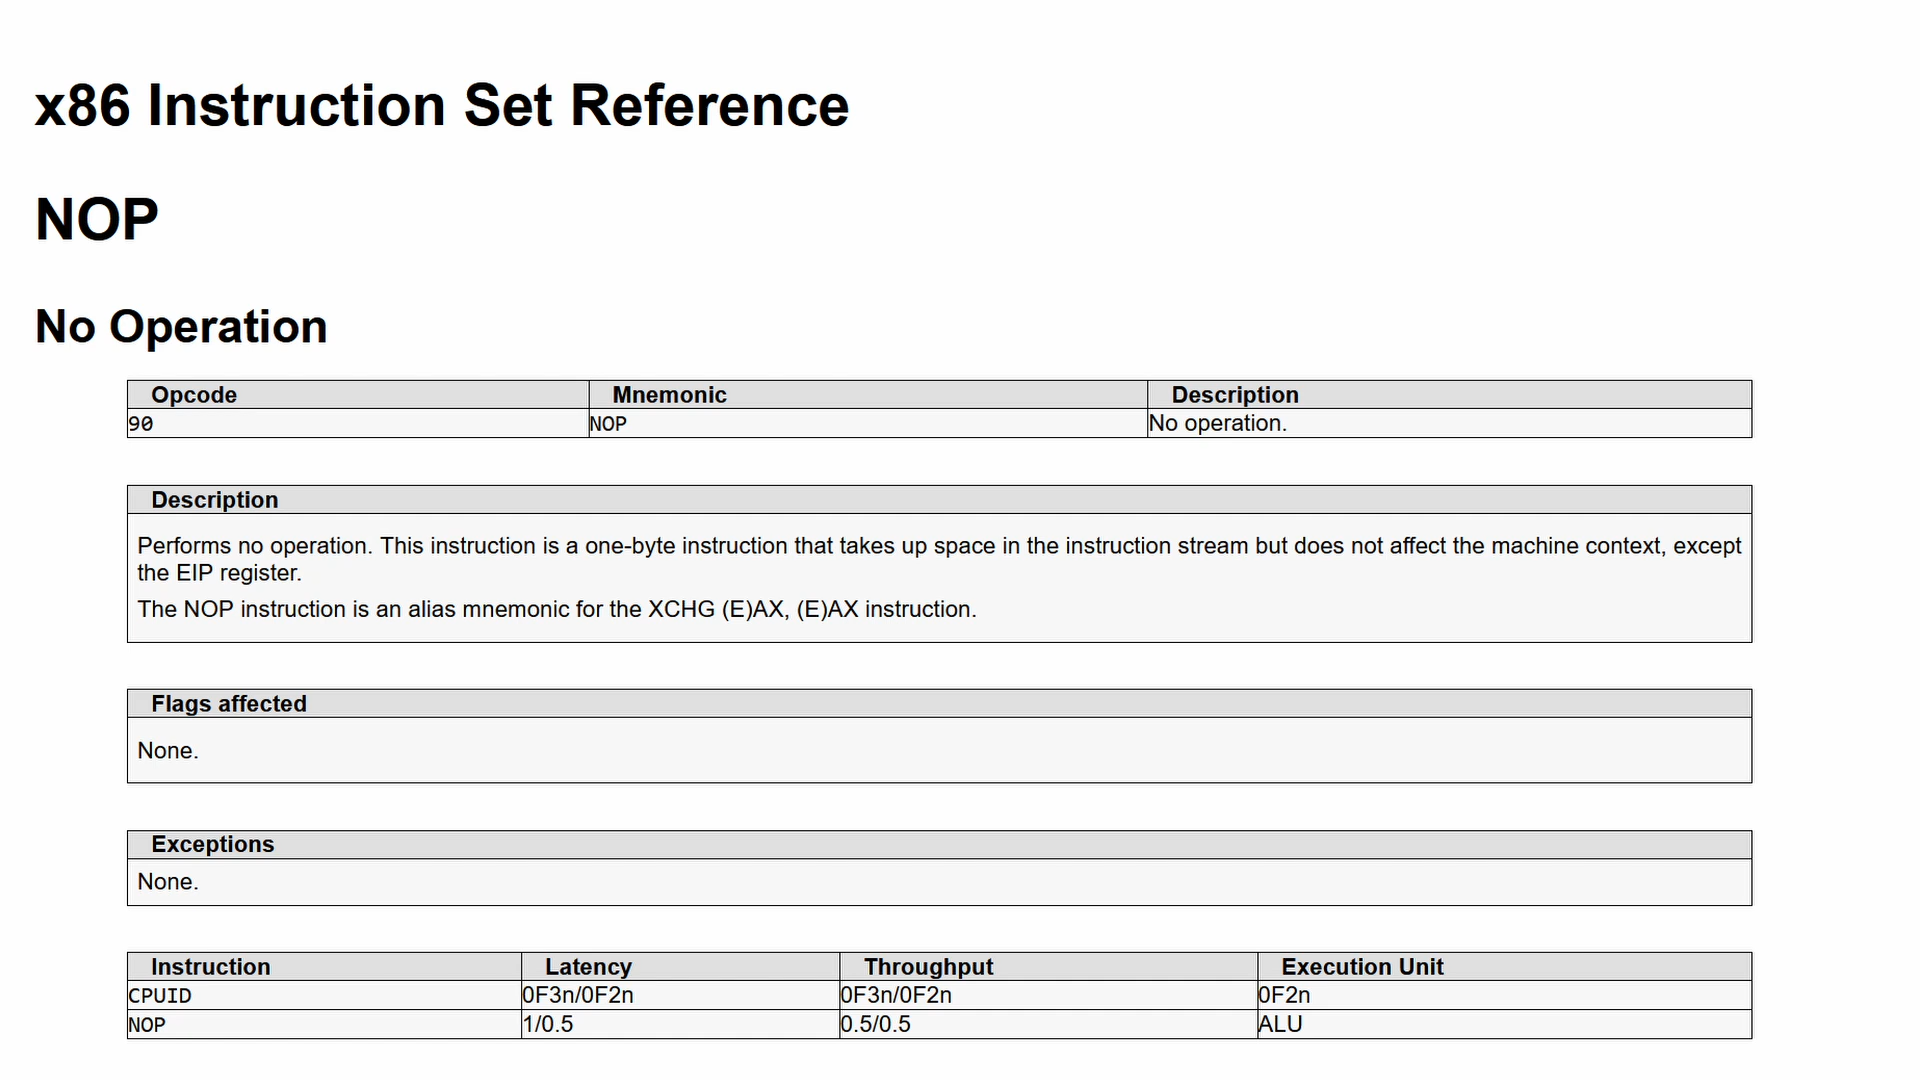 x86 Instruction Set Reference
NOP
No Operation
Opcode Mnemonic Description
90 NOP No operation.
Description
Performs no operation. This instruction is a one-byte instruction that takes up space in the instruction stream but does not affect the machine context, except
the EIP register.
The NOP instruction is an alias mnemonic for the XCHG (E)AX, (E)AX instruction.
Flags affected
None.
Exceptions
None.
Instruction Latency Throughput Execution Unit
CPUID 0F3n/0F2n 0F3n/0F2n 0F2n
NOP 1/0.5 0.5/0.5 ALU